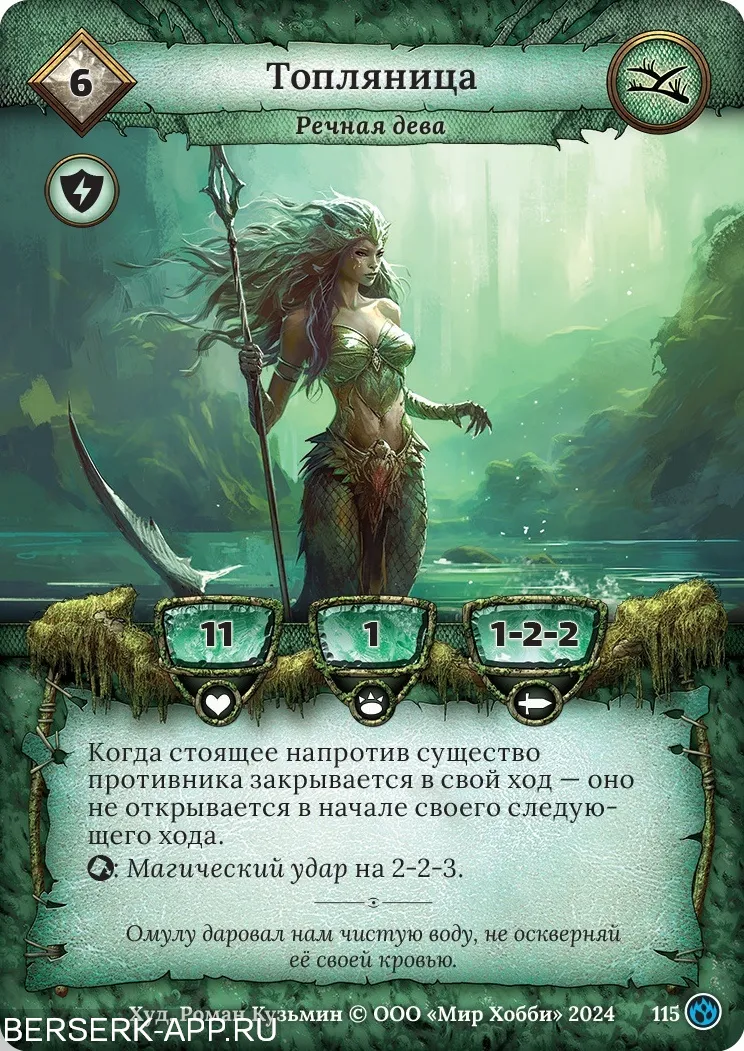 6
Топляница
Речная дева
11
1
1-2-2
Когда стоящее напротив существо
противника закрывается в свой ход — оно
не открывается в начале своего следую-
щего хода.
: Магический удар на 2-2-3.
Омулу даровал нам чистую воду, не оскверняй
её своей кровью.
Худ. Роман Кузьмин © ООО «Мир Хобби» 2024
115
BERSERK-APP.RU